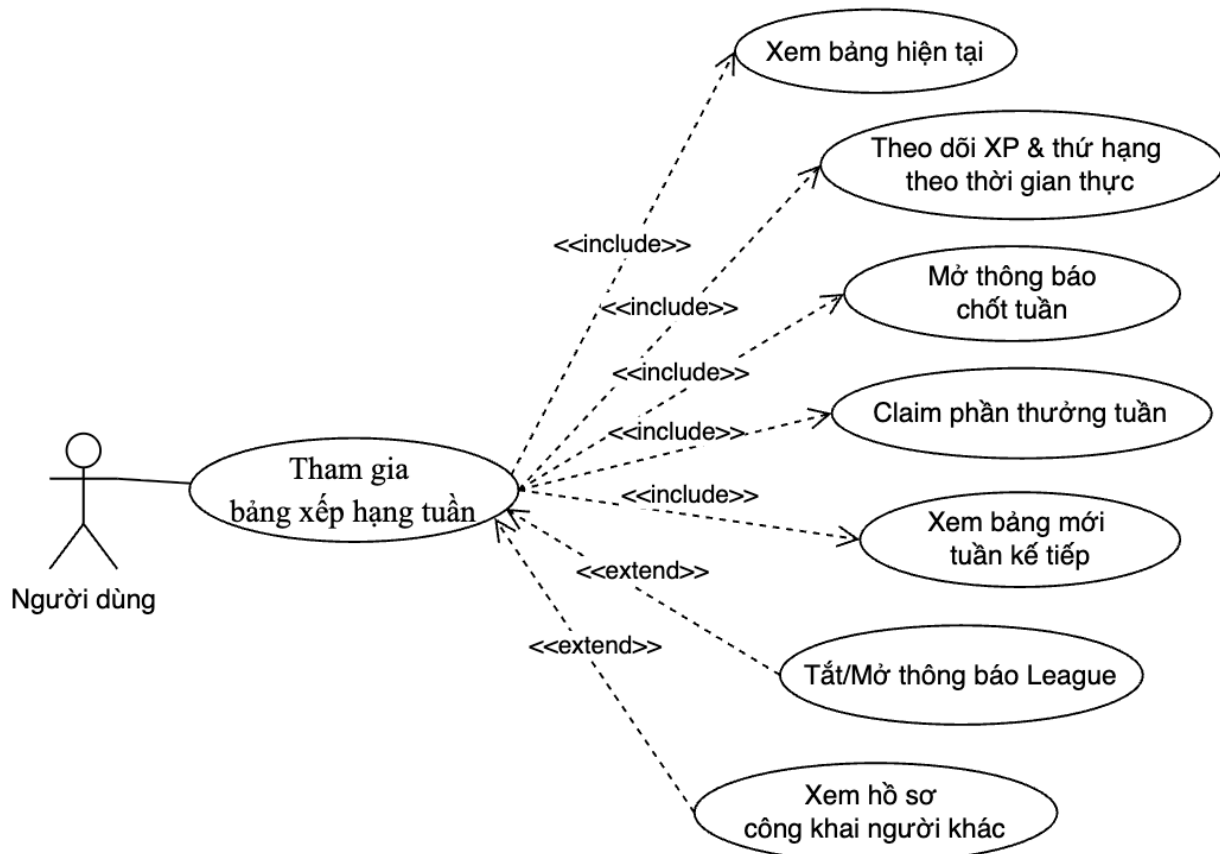 Xem bảng hiện tại
Theo dõi XP & thứ hạng
theo thời gian thực
<<include>>
<<include>>
Mở thông báo
chốt tuần
<<include>>
Claim phần thưởng tuần
<<include>>
Tham gia
bảng xếp hạng tuần
<<include>>
Xem bảng mới
tuần kế tiếp
<<extend>>
Người dùng
<<extend>>
Tắt/Mở thông báo League
Xem hồ sơ
công khai người khác